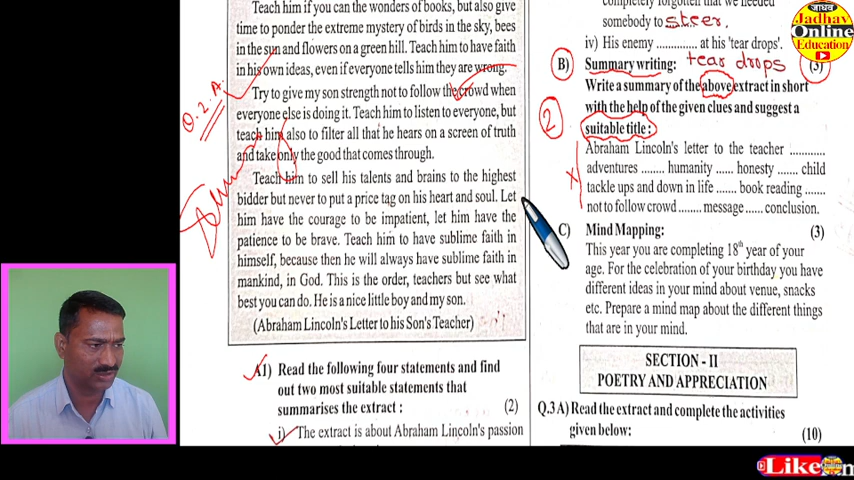 Teach him if you can the wonders of books, but also give
time to ponder the extreme mystery of birds in the sky, bees
in the sun and flowers on a green hill. Teach him to have faith
in his own ideas, even if everyone tells him they are wrong.
Try to give my son strength not to follow the crowd when
everyone else is doing it. Teach him to listen to everyone, but
teach him also to filter all that he hears on a screen of truth
and take only the good that comes through.
Teach him to sell his talents and brains to the highest
bidder but never to put a price tag on his heart and soul. Let
him have the courage to be impatient, let him have the
patience to be brave. Teach him to have sublime faith in
himself, because then he will always have sublime faith in
mankind, in God. This is the order, teachers but see what
best you can do. He is a nice little boy and my son.
(Abraham Lincoln's Letter to his Son's Teacher)
Q.2 A.
A1) Read the following four statements and find
out two most suitable statements that
summarises the extract : (2)
i) The extract is about Abraham Lincoln's passion
completely forgotten that we needed
somebody to steer.
iv) His enemy ............. at his 'tear drops'.
tear drops
B) Summary writing: (3)
Write a summary of the above extract in short
with the help of the given clues and suggest a
suitable title :
2
Abraham Lincoln's letter to the teacher ............
adventures ........ humanity ...... honesty ........ child
tackle ups and down in life ....... book reading .......
not to follow crowd ........ message ...... conclusion.
C) Mind Mapping: (3)
This year you are completing 18th year of your
age. For the celebration of your birthday you have
different ideas in your mind about venue, snacks
etc. Prepare a mind map about the different things
that are in your mind.
SECTION - II
POETRY AND APPRECIATION
Q.3A) Read the extract and complete the activities
given below: (10)
जाधव
Jadhav
Online
Education
Like